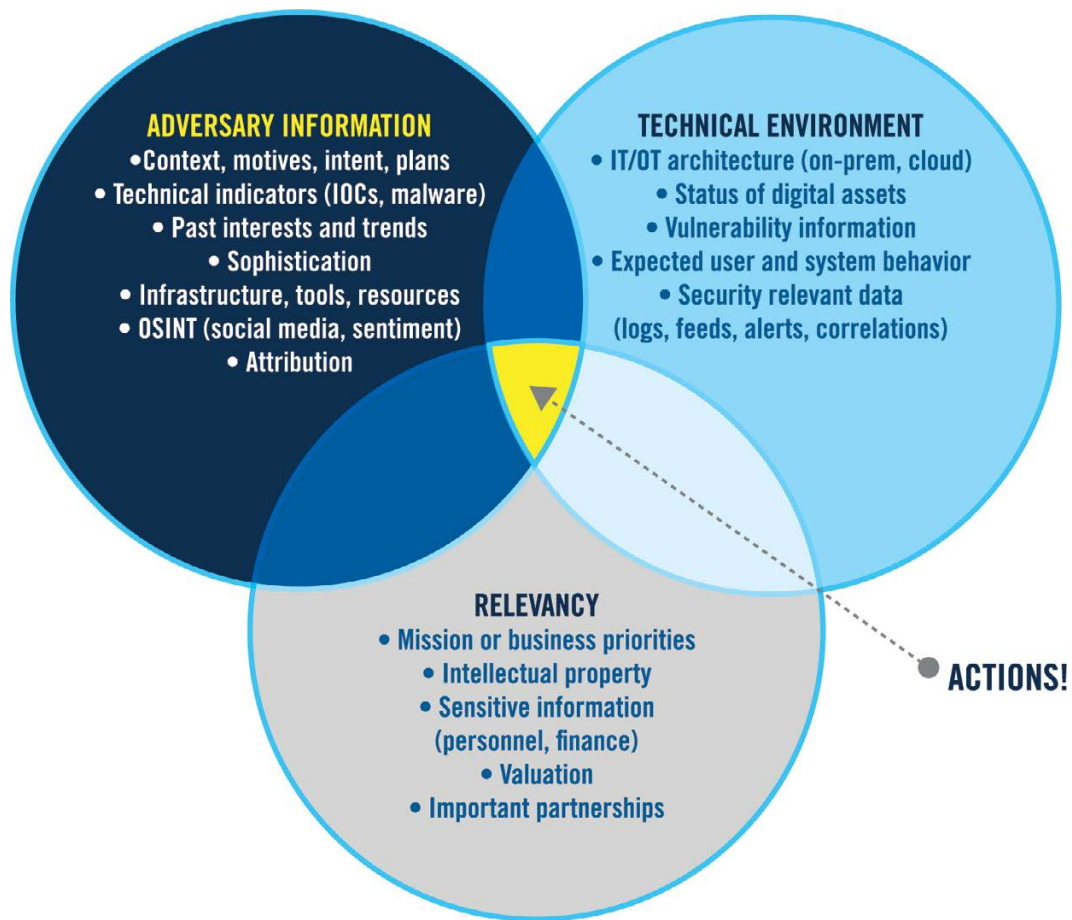 ADVERSARY INFORMATION
•Context, motives, intent, plans
• Technical indicators (IOCs, malware)
• Past interests and trends
• Sophistication
• Infrastructure, tools, resources
• OSINT (social media, sentiment)
• Attribution
TECHNICAL ENVIRONMENT
• IT/OT architecture (on-prem, cloud)
• Status of digital assets
• Vulnerability information
• Expected user and system behavior
• Security relevant data
(logs, feeds, alerts, correlations)
RELEVANCY
• Mission or business priorities
• Intellectual property
• Sensitive information
(personnel, finance)
• Valuation
• Important partnerships
ACTIONS!